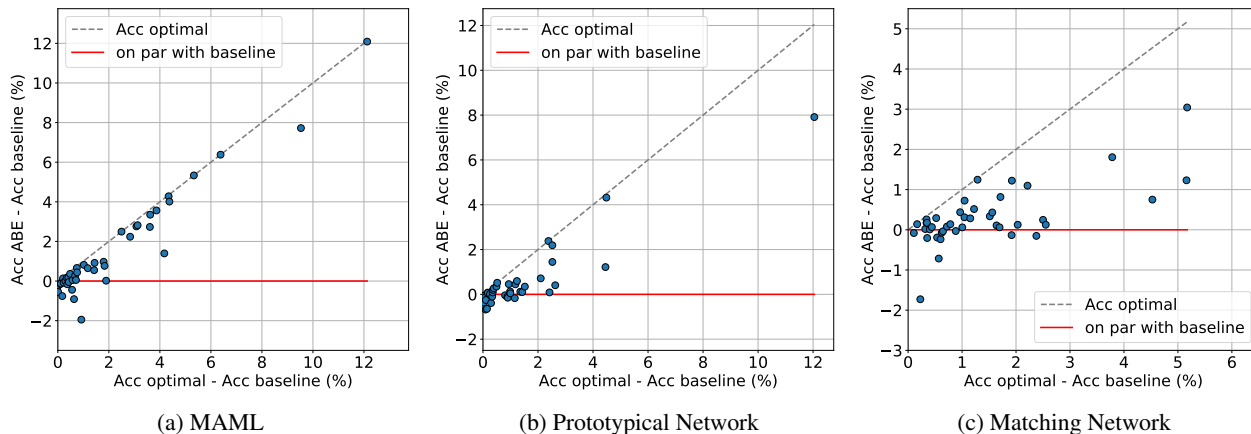 Acc ABE - Acc baseline (%)
12
10
8
6
4
2
0
−2
Acc optimal
on par with baseline
0 2 4 6 8 10 12
Acc optimal - Acc baseline (%)
(a) MAML
Acc ABE - Acc baseline (%)
12
10
8
6
4
2
0
−2
Acc optimal
on par with baseline
0 2 4 6 8 10 12
Acc optimal - Acc baseline (%)
(b) Prototypical Network
Acc ABE - Acc baseline (%)
5
4
3
2
1
0
−1
−2
−3
Acc optimal
on par with baseline
0 1 2 3 4 5 6
Acc optimal - Acc baseline (%)
(c) Matching Network